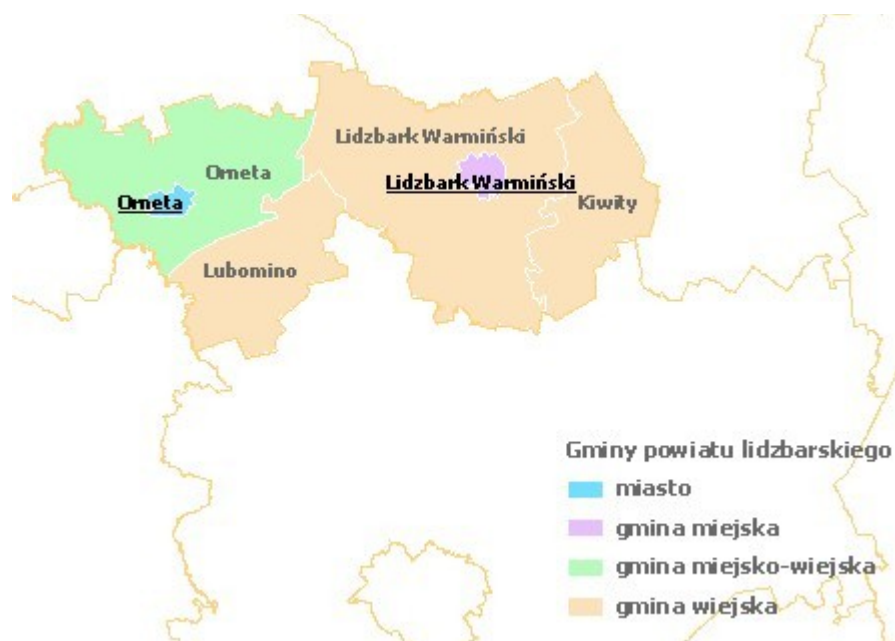 Lidzbark Warmiński
Orneta
Lidzbark Warmiński
Orneta
Kiwity
Lubomino
Gminy powiatu lidzbarskiego
miasto
gmina miejska
gmina miejsko-wiejska
gmina wiejska